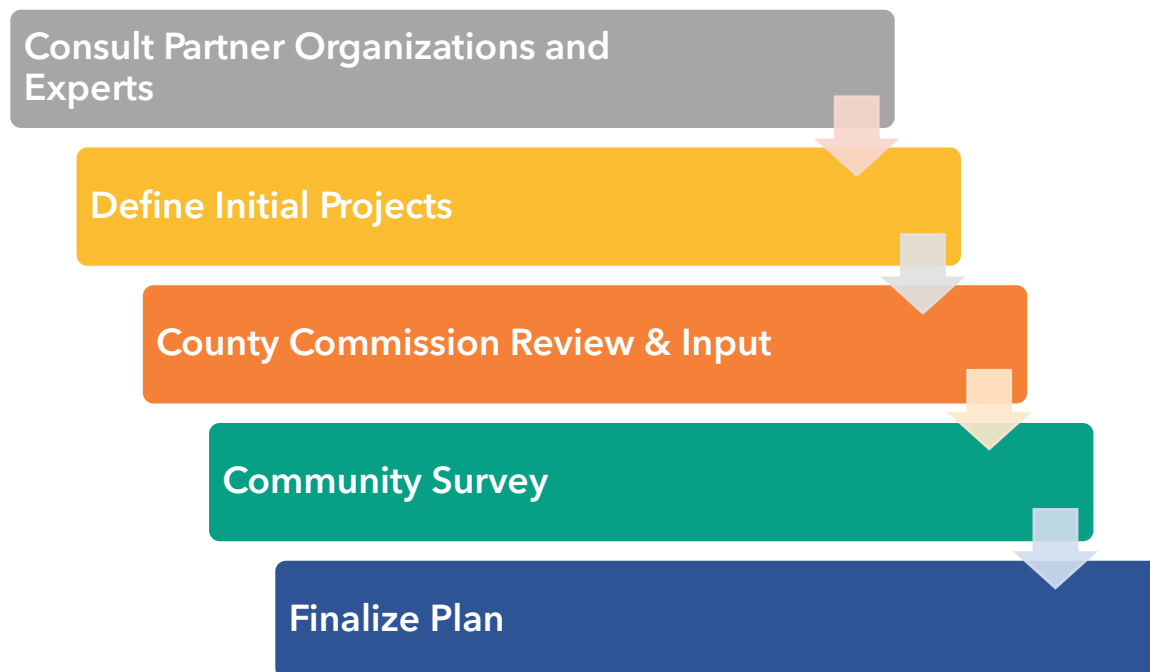 Consult Partner Organizations and
Experts
Define Initial Projects
County Commission Review & Input
Community Survey
Finalize Plan